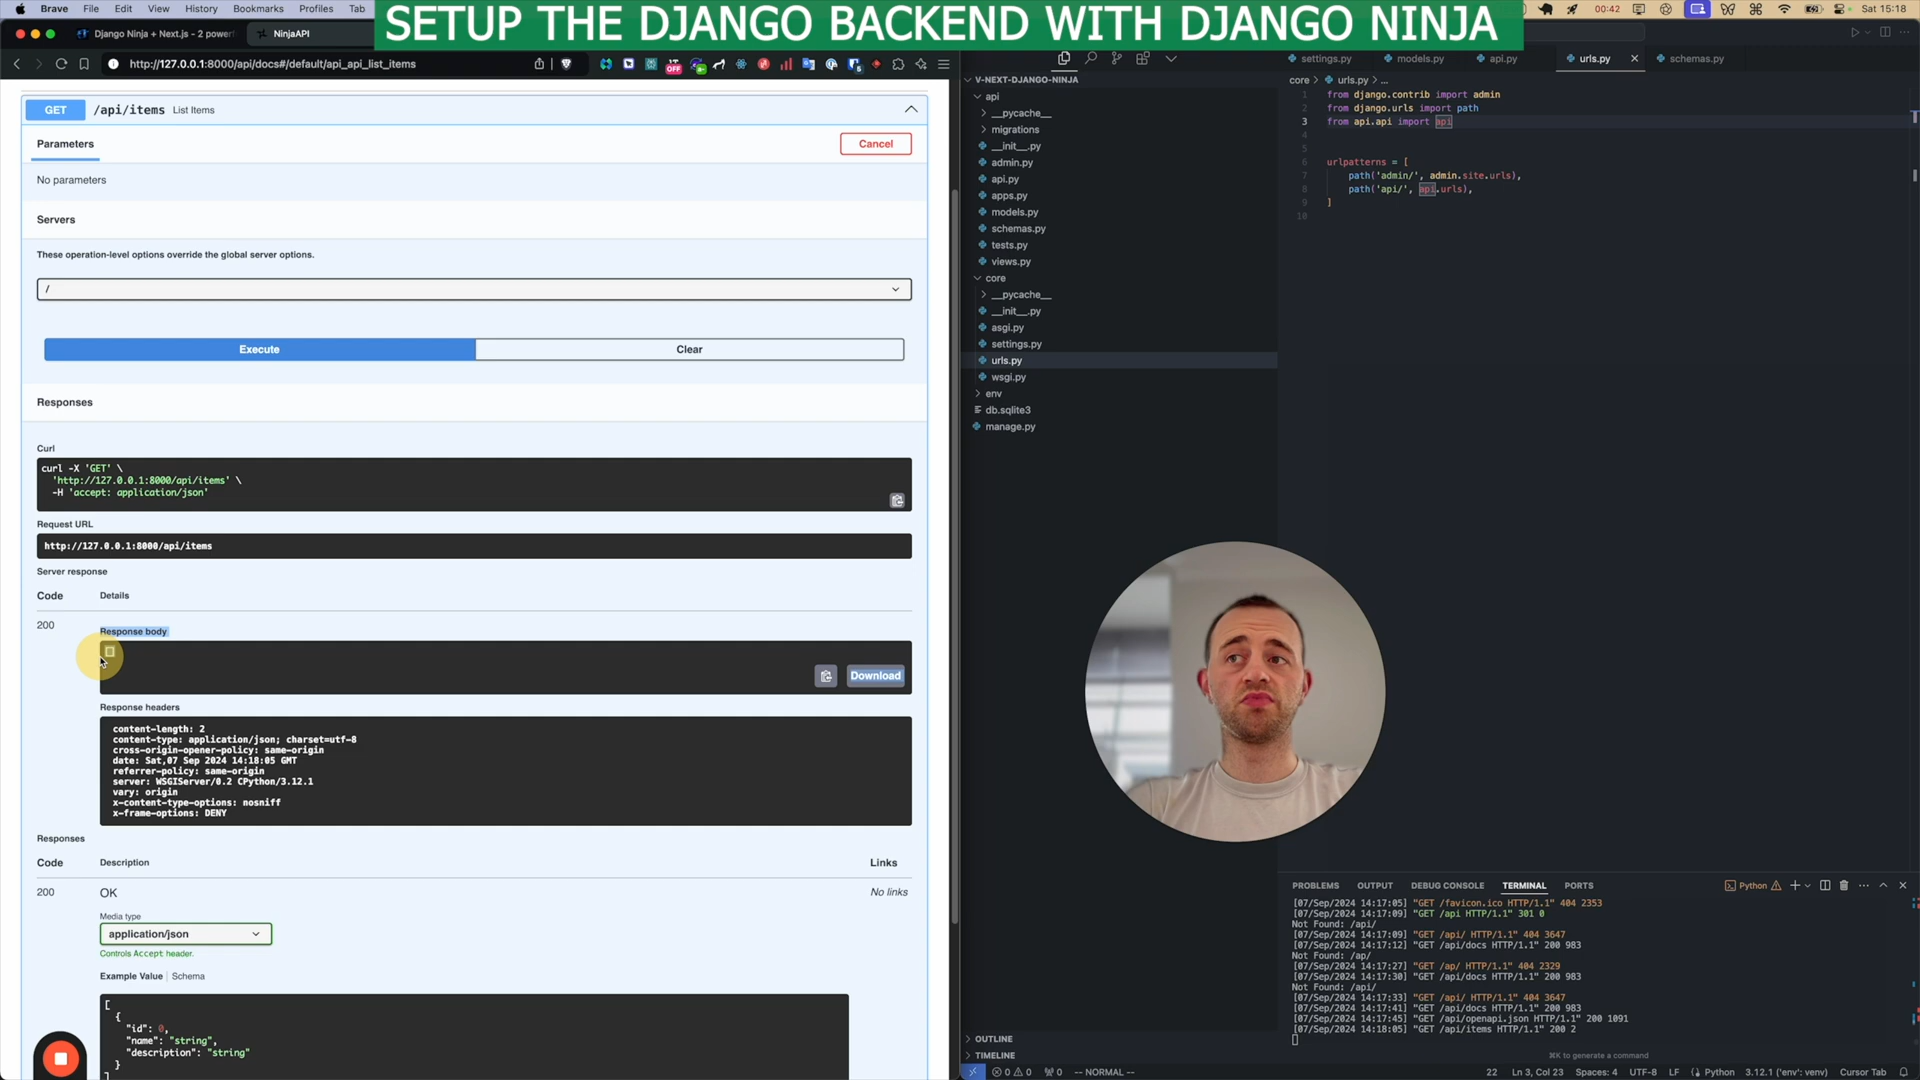 Brave File Edit View History Bookmarks Profiles Tab
SETUP THE DJANGO BACKEND WITH DJANGO NINJA
00:42 Sat 15:18
Django Ninja + Next.js - 2 powerf
NinjaAPI
http://127.0.0.1:8000/api/docs#/default/api_api_list_items
GET /api/items List Items
Parameters
Cancel
No parameters
Servers
These operation-level options override the global server options.
/
Execute
Clear
Responses
Curl
curl -X 'GET' \
'http://127.0.0.1:8000/api/items' \
-H 'accept: application/json'
Request URL
http://127.0.0.1:8000/api/items
Server response
Code Details
200
Response body
[]
Download
Response headers
content-length: 2
content-type: application/json; charset=utf-8
cross-origin-opener-policy: same-origin
date: Sat,07 Sep 2024 14:18:05 GMT
referrer-policy: same-origin
server: WSGIServer/0.2 CPython/3.12.1
vary: origin
x-content-type-options: nosniff
x-frame-options: DENY
Responses
Code Description Links
200 OK No links
Media type
application/json
Controls Accept header.
Example Value Schema
[
{
"id": 0,
"name": "string",
"description": "string"
}
]
V-NEXT-DJANGO-NINJA
api
__pycache__
migrations
__init__.py
admin.py
api.py
apps.py
models.py
schemas.py
tests.py
views.py
core
__pycache__
__init__.py
asgi.py
settings.py
urls.py
wsgi.py
env
db.sqlite3
manage.py
OUTLINE
TIMELINE
settings.py models.py api.py urls.py schemas.py
core > urls.py > ...
1 from django.contrib import admin
2 from django.urls import path
3 from api.api import api
4
5
6 urlpatterns = [
7 path('admin/', admin.site.urls),
8 path('api/', api.urls),
9 ]
10
PROBLEMS OUTPUT DEBUG CONSOLE TERMINAL PORTS
Python
[07/Sep/2024 14:17:05] "GET /favicon.ico HTTP/1.1" 404 2353
[07/Sep/2024 14:17:09] "GET /api HTTP/1.1" 301 0
Not Found: /api/
[07/Sep/2024 14:17:09] "GET /api/ HTTP/1.1" 404 3647
[07/Sep/2024 14:17:12] "GET /api/docs HTTP/1.1" 200 983
Not Found: /ap/
[07/Sep/2024 14:17:27] "GET /ap/ HTTP/1.1" 404 2329
[07/Sep/2024 14:17:30] "GET /api/docs HTTP/1.1" 200 983
Not Found: /api/
[07/Sep/2024 14:17:33] "GET /api/ HTTP/1.1" 404 3647
[07/Sep/2024 14:17:41] "GET /api/docs HTTP/1.1" 200 983
[07/Sep/2024 14:17:45] "GET /api/openapi.json HTTP/1.1" 200 1091
[07/Sep/2024 14:18:05] "GET /api/items HTTP/1.1" 200 2
⌘K to generate a command
0 0 0 -- NORMAL -- 22 Ln 3, Col 23 Spaces: 4 UTF-8 LF Python 3.12.1 ('env': venv) Cursor Tab